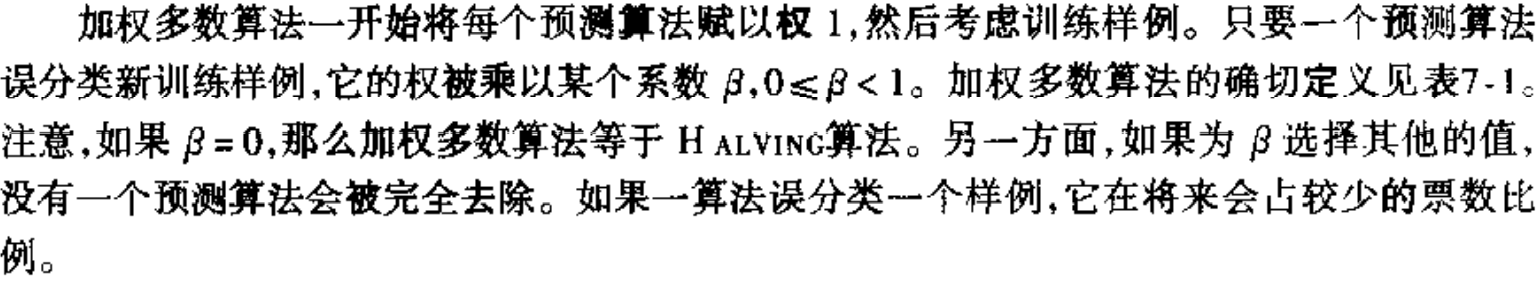 加权多数算法一开始将每个预测算法赋以权 1,然后考虑训练样例。只要一个预测算法
误分类新训练样例,它的权被乘以某个系数 β,0≤β<1。加权多数算法的确切定义见表7-1。
注意,如果 β=0,那么加权多数算法等于 HALVING算法。另一方面,如果为 β 选择其他的值,
没有一个预测算法会被完全去除。如果一算法误分类一个样例,它在将来会占较少的票数比
例。